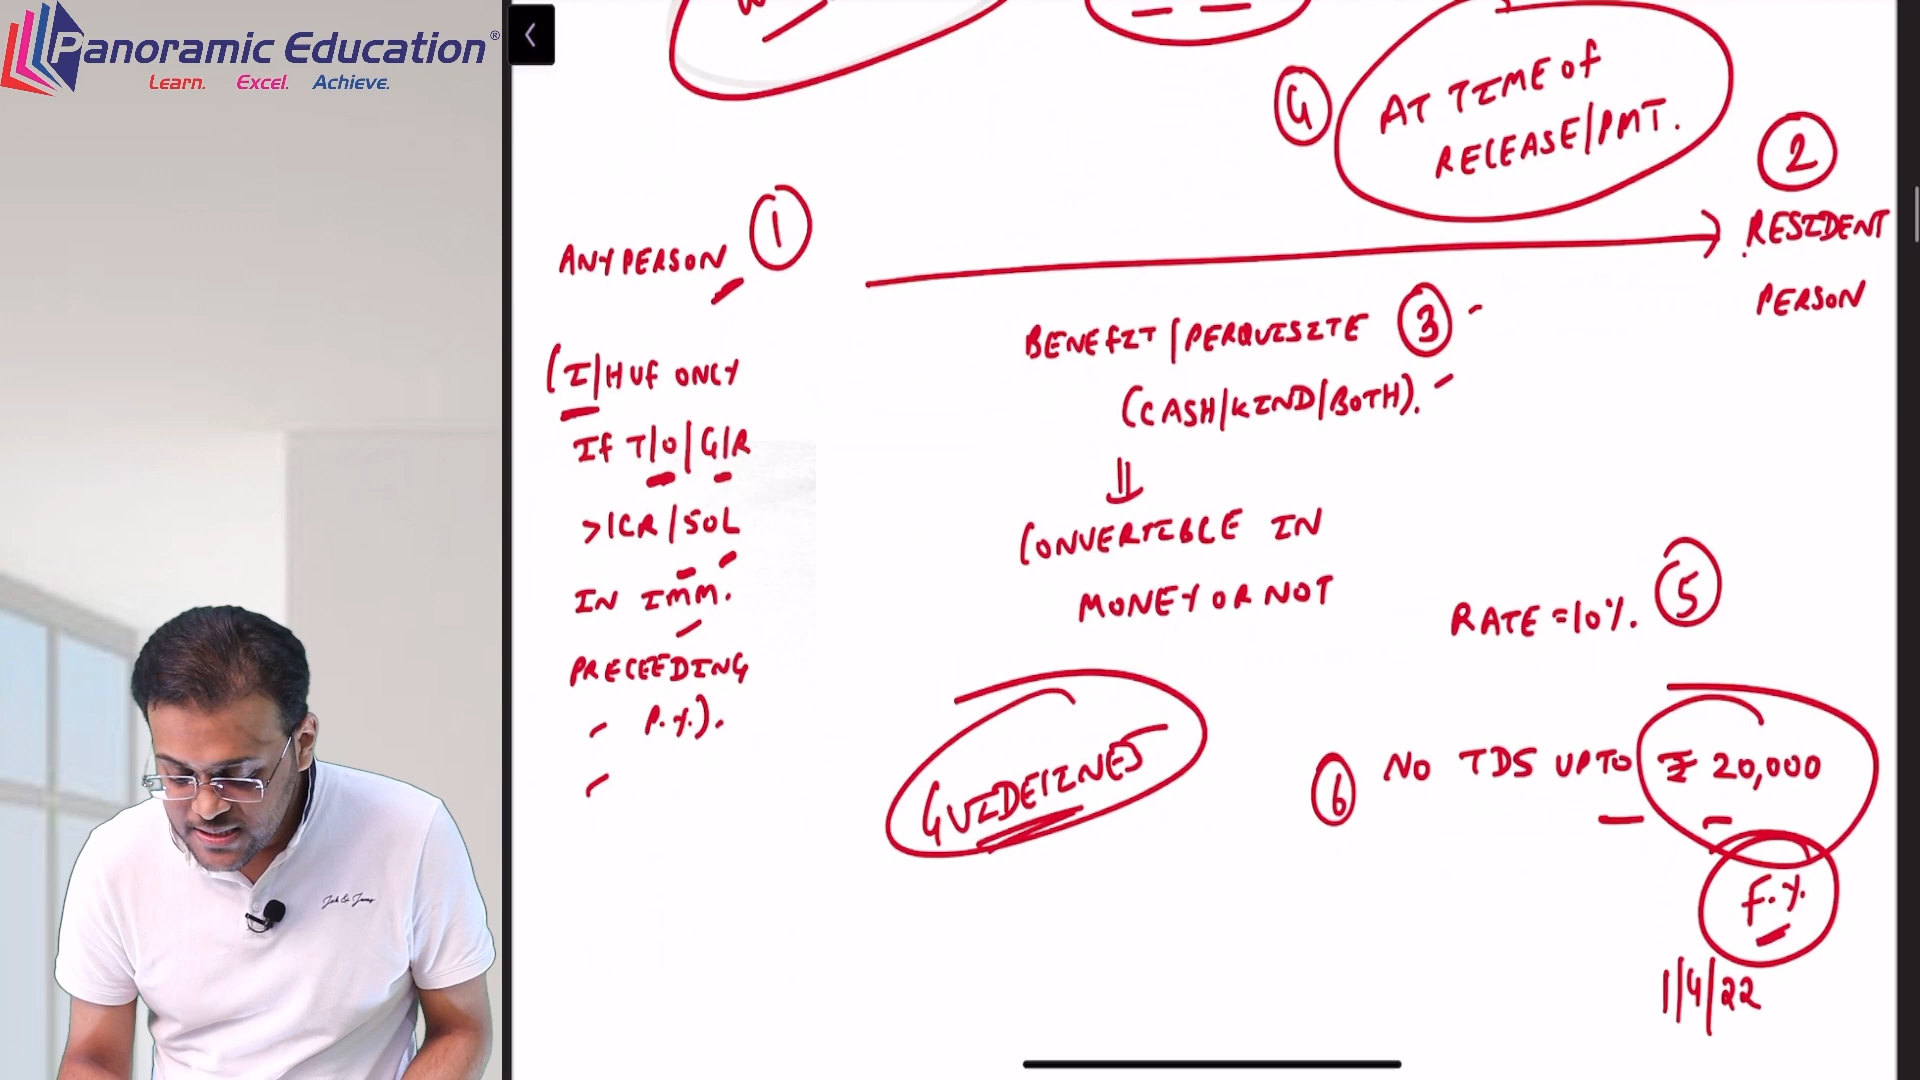 Panoramic Education®
Learn. Excel. Achieve.
4
AT TIME OF
RELEASE/PMT.
2
RESIDENT
PERSON
1
ANY PERSON
(I/HUF ONLY
IF T/O / G/R
>1CR/50L
IN IMM.
PRECEEDING
P.Y.).
BENEFIT/PERQUISITE 3
(CASH/KIND/BOTH).
CONVERTIBLE IN
MONEY OR NOT
RATE = 10%. 5
GUIDELINES
6 NO TDS UPTO ₹ 20,000
F.Y.
1/4/22